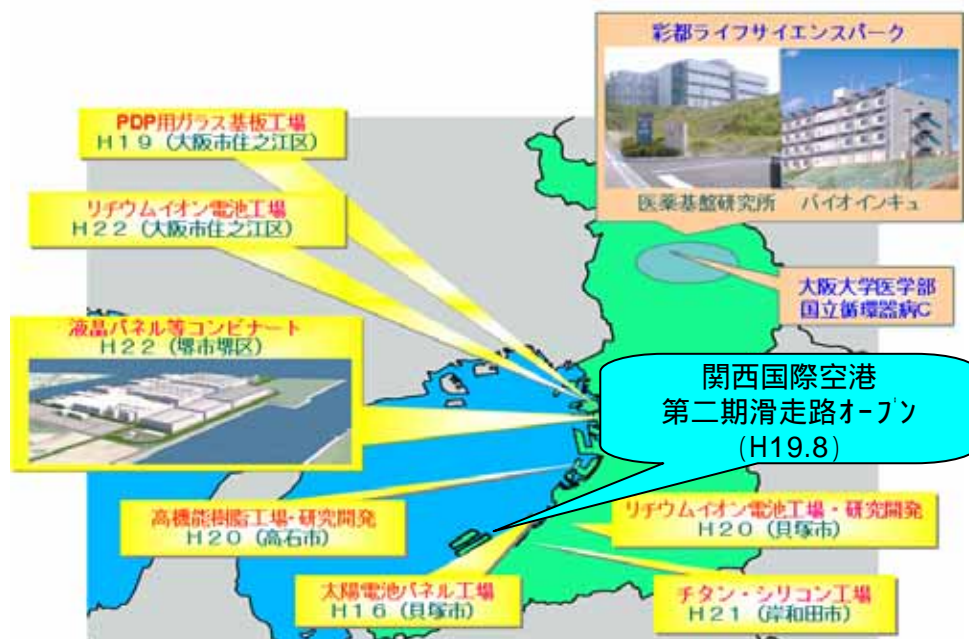 彩都ライフサイエンスパーク
医薬基盤研究所　バイオインキュ
PDP用ガラス基板工場
H19（大阪市住之江区）
リチウムイオン電池工場
H22（大阪市住之江区）
大阪大学医学部
国立循環器病C
液晶パネル等コンビナート
H22（堺市堺区）
関西国際空港
第二期滑走路オープン
(H19.8)
高機能樹脂工場・研究開発
H20（高石市）
リチウムイオン電池工場・研究開発
H20（貝塚市）
太陽電池パネル工場
H16（貝塚市）
チタン・シリコン工場
H21（岸和田市）